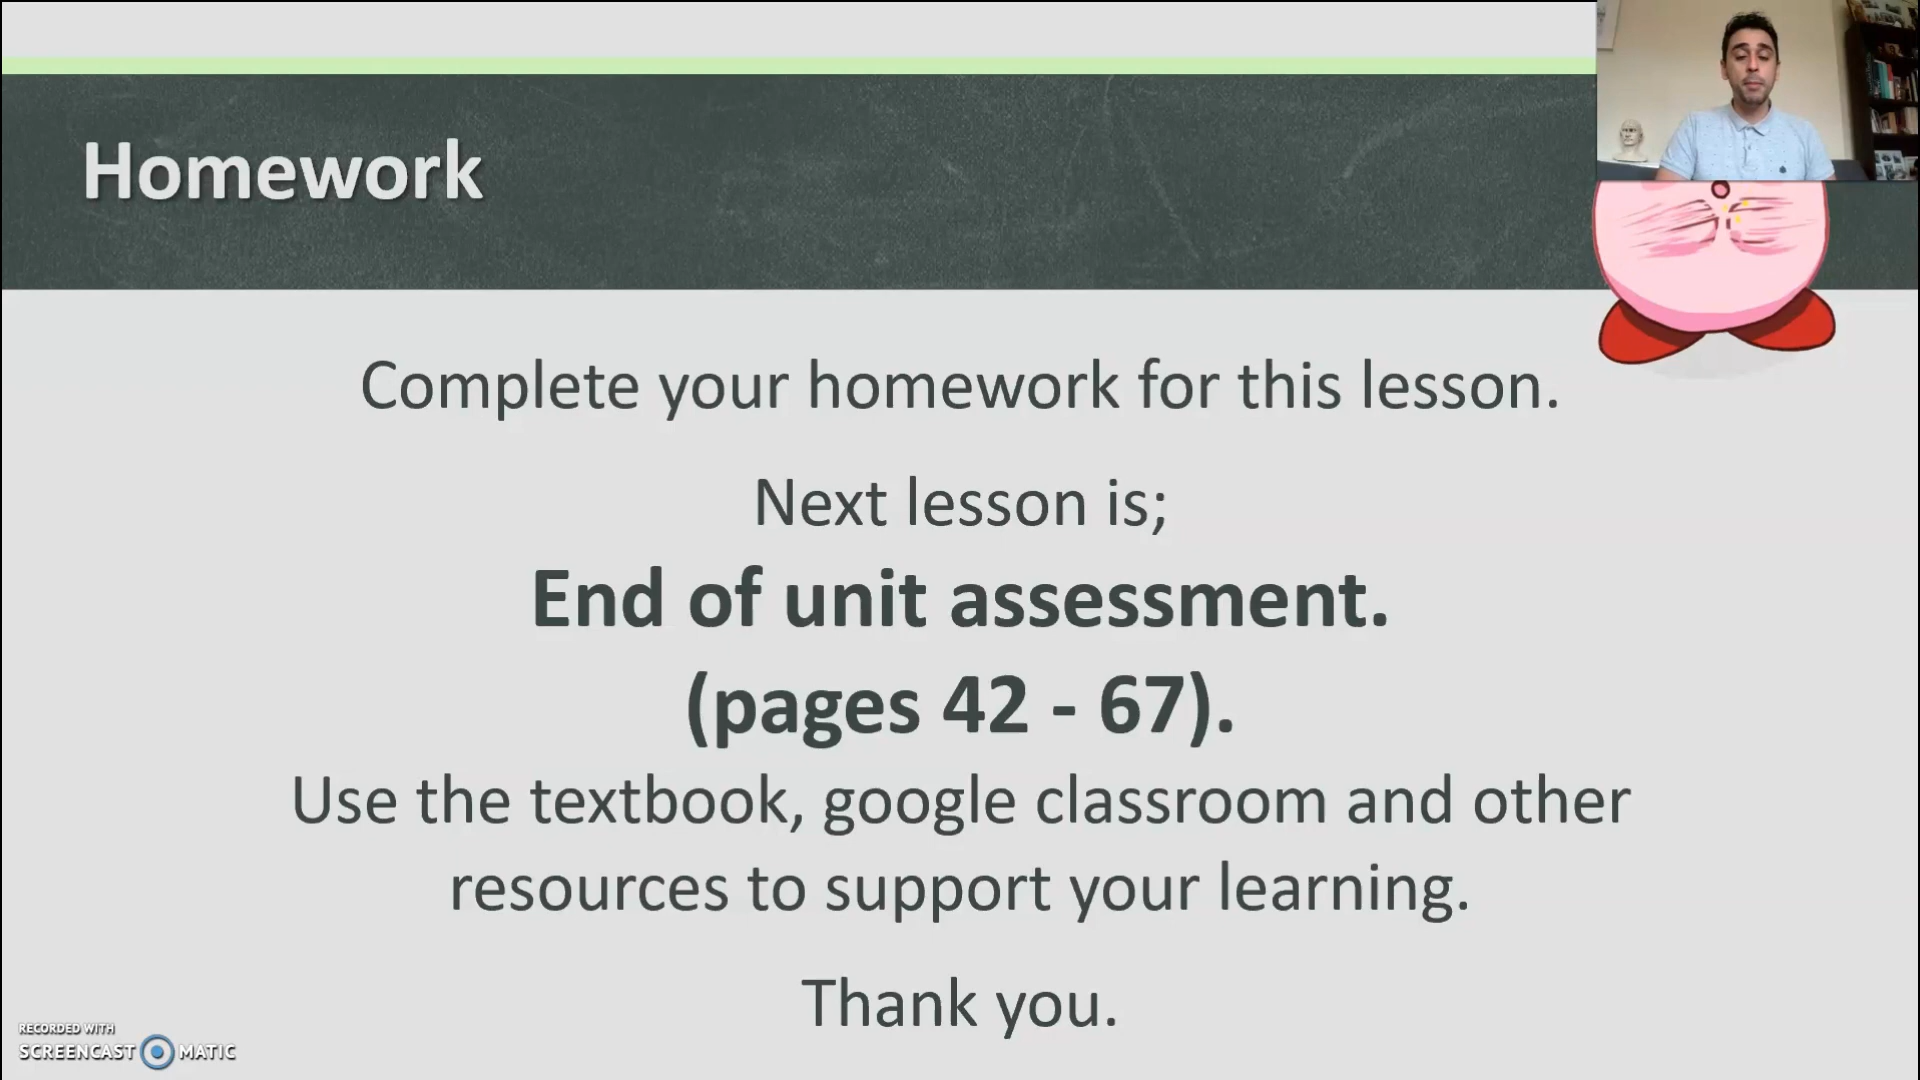 Homework
Complete your homework for this lesson.
Next lesson is;
End of unit assessment.
(pages 42 - 67).
Use the textbook, google classroom and other
resources to support your learning.
Thank you.
RECORDED WITH
SCREENCAST MATIC